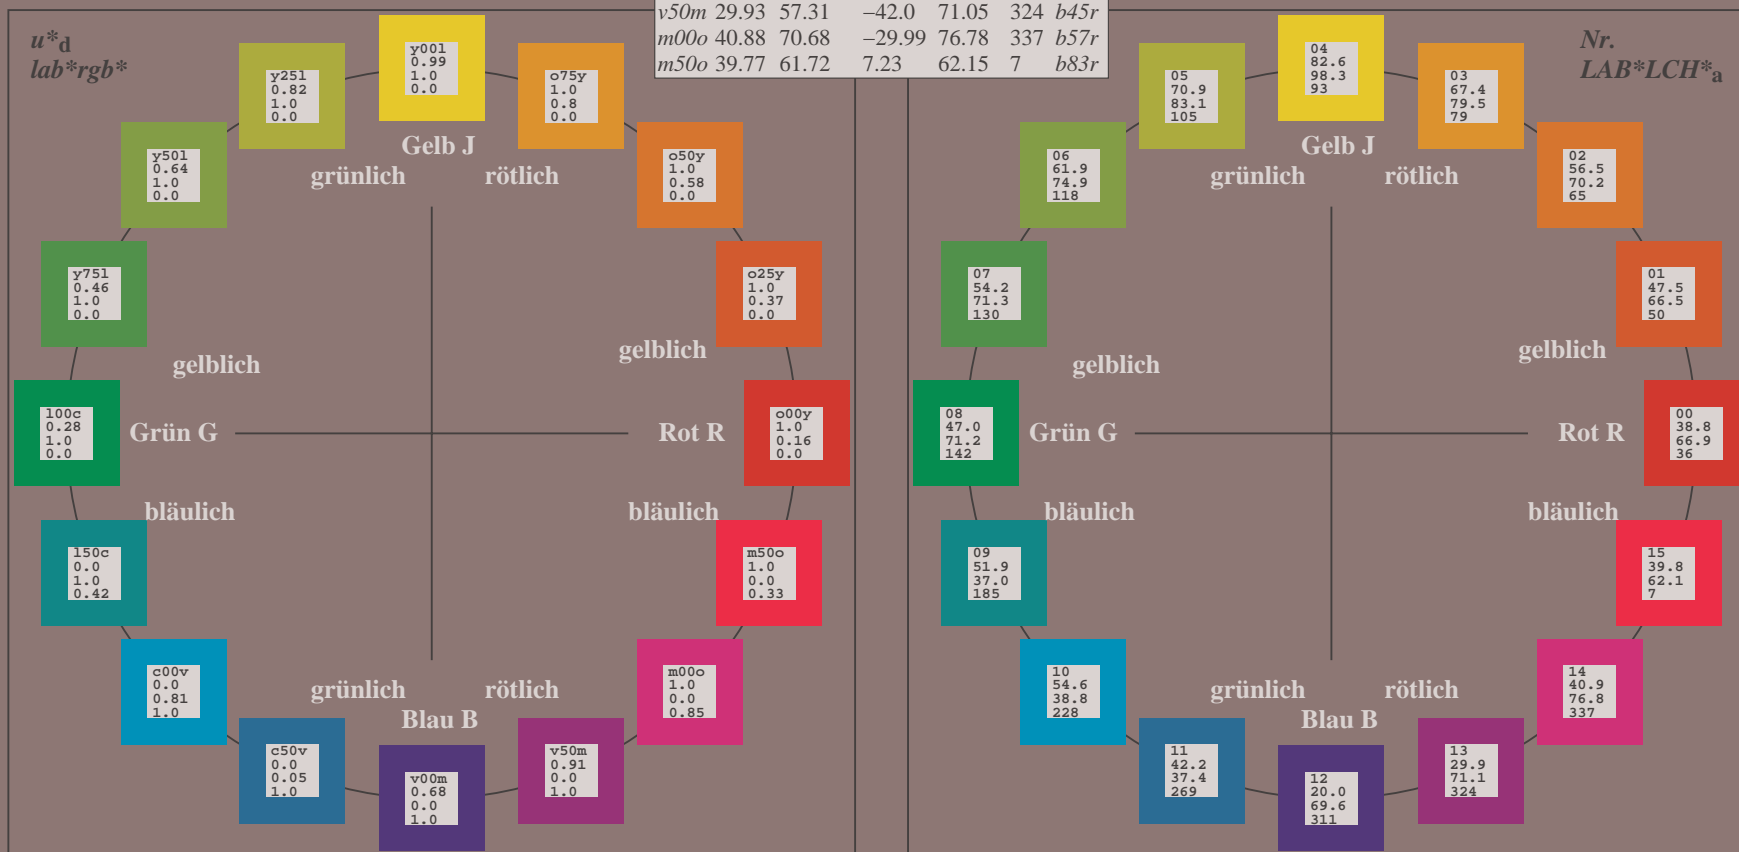 v50m 29.93 57.31 −42.0 71.05 324 b45r
m00o 40.88 70.68 −29.99 76.78 337 b57r
m50o 39.77 61.72 7.23 62.15 7 b83r
u*d
lab*rgb*
y00l
0.99
1.0
0.0
y25l
0.82
1.0
0.0
o75y
1.0
0.8
0.0
y50l
0.64
1.0
0.0
o50y
1.0
0.58
0.0
Gelb J
grünlich rötlich
y75l
0.46
1.0
0.0
o25y
1.0
0.37
0.0
gelblich gelblich
l00c
0.28
1.0
0.0
Grün G
Rot R
o00y
1.0
0.16
0.0
bläulich bläulich
l50c
0.0
1.0
0.42
m50o
1.0
0.0
0.33
c00v
0.0
0.81
1.0
m00o
1.0
0.0
0.85
grünlich rötlich
Blau B
c50v
0.0
0.05
1.0
v00m
0.68
0.0
1.0
v50m
0.91
0.0
1.0
Nr.
LAB*LCH*a
04
82.6
98.3
93
05
70.9
83.1
105
03
67.4
79.5
79
06
61.9
74.9
118
02
56.5
70.2
65
Gelb J
grünlich rötlich
07
54.2
71.3
130
01
47.5
66.5
50
gelblich gelblich
08
47.0
71.2
142
Grün G
Rot R
00
38.8
66.9
36
bläulich bläulich
09
51.9
37.0
185
15
39.8
62.1
7
10
54.6
38.8
228
14
40.9
76.8
337
grünlich rötlich
Blau B
11
42.2
37.4
269
12
20.0
69.6
311
13
29.9
71.1
324